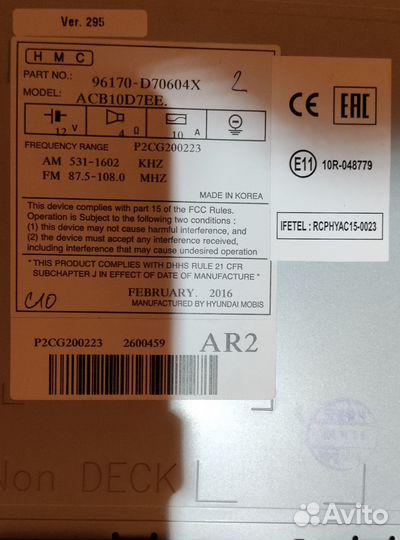 Ver. 295
H M C
PART NO.: 96170-D70604X
2
MODEL: ACB10D7EE.
12 V
4 Ω
10 A
FREQUENCY RANGE P2CG200223
AM 531-1602 KHZ
FM 87.5-108.0 MHZ
MADE IN KOREA
This device complies with part 15 of the FCC Rules.
Operation is Subject to the following two conditions:
(1) this device may not cause harmful interference, and
(2) this device must accept any interference received,
including interference that may cause undesired operation
"THIS PRODUCT COMPLIES WITH DHHS RULE 21 CFR
SUBCHAPTER J IN EFFECT OF DATE OF MANUFACTURE"
C10
FEBRUARY. 2016
MANUFACTURED BY HYUNDAI MOBIS
P2CG200223 2600459 AR2
CE EAC
E11 10R-048779
IFETEL : RCPHYAC15-0023
Non DECK
Avito